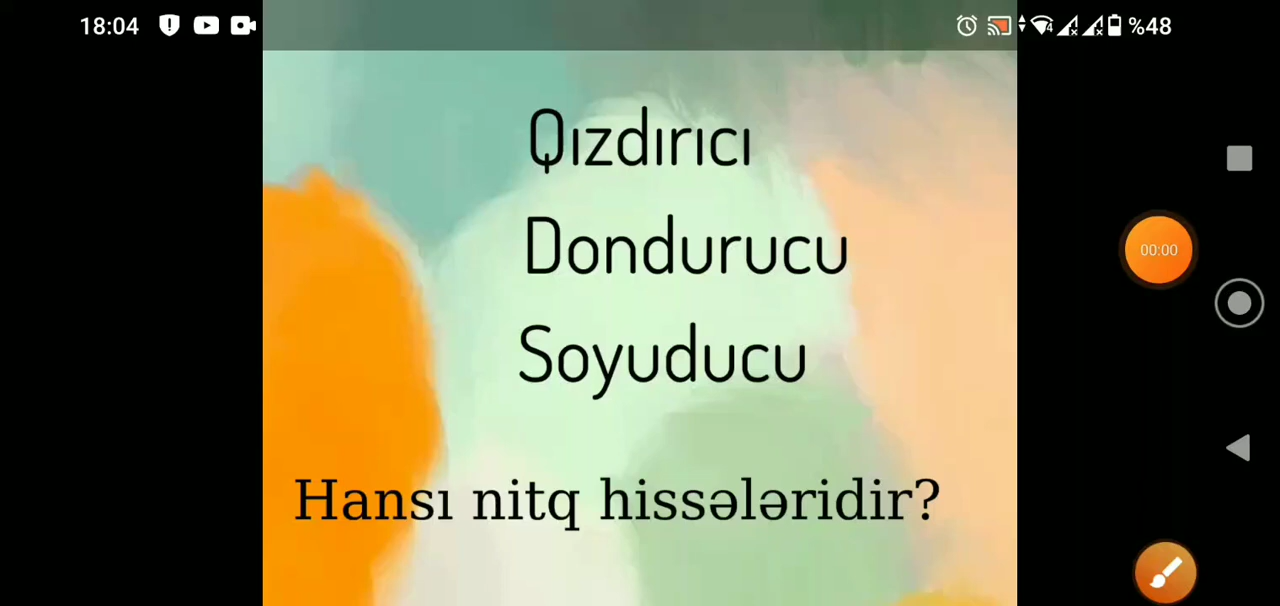 18:04 %48
Qızdırıcı
Dondurucu
Soyuducu
00:00
Hansı nitq hissələridir?